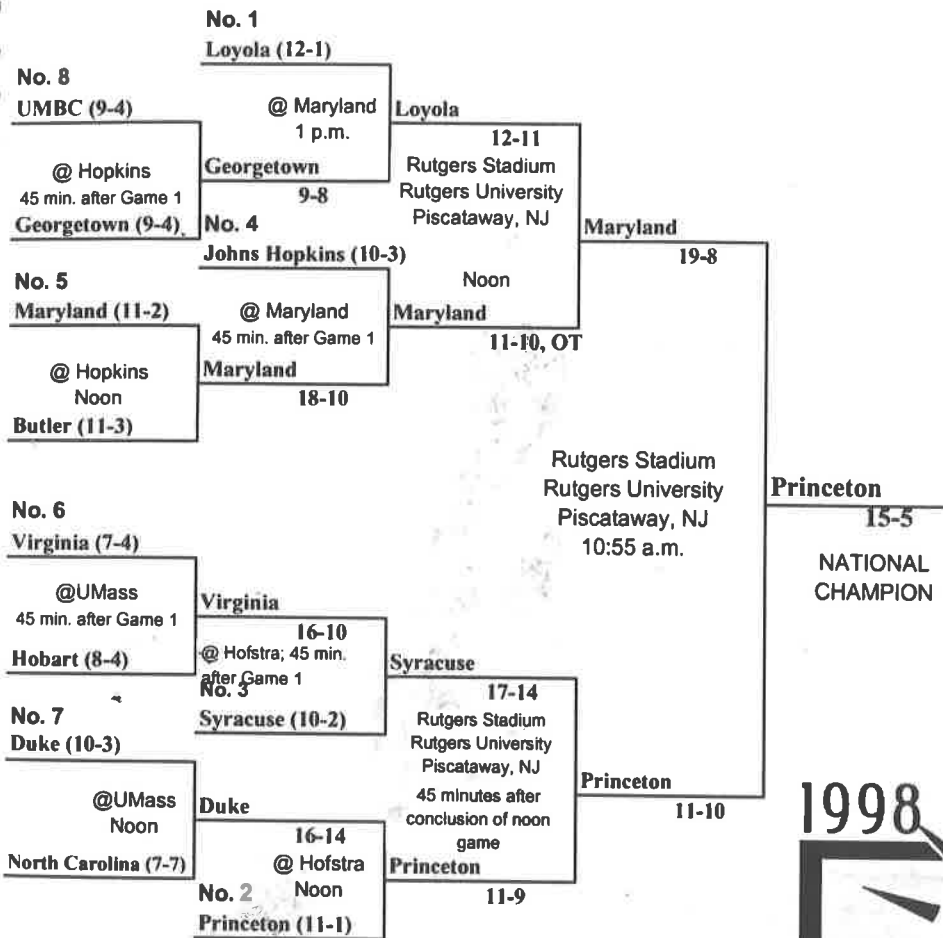 No. 1
Loyola (12-1)
No. 8
UMBC (9-4)
@ Maryland
1 p.m.
Loyola
12-11
@ Hopkins
45 min. after Game 1
Georgetown
9-8
Rutgers Stadium
Rutgers University
Piscataway, NJ
Georgetown (9-4)
No. 4
Johns Hopkins (10-3)
Maryland
19-8
No. 5
Maryland (11-2)
Noon
@ Maryland
45 min. after Game 1
Maryland
11-10, OT
@ Hopkins
Noon
Maryland
18-10
Butler (11-3)
Rutgers Stadium
Rutgers University
Piscataway, NJ
10:55 a.m.
Princeton
15-5
NATIONAL
CHAMPION
No. 6
Virginia (7-4)
@UMass
45 min. after Game 1
Virginia
16-10
Hobart (8-4)
@ Hofstra; 45 min.
after Game 1
Syracuse
17-14
No. 3
Syracuse (10-2)
No. 7
Duke (10-3)
Rutgers Stadium
Rutgers University
Piscataway, NJ
45 minutes after
conclusion of noon
game
@UMass
Noon
Duke
16-14
Princeton
11-10
North Carolina (7-7)
@ Hofstra
Noon
Princeton
11-9
No. 2
Princeton (11-1)
1998